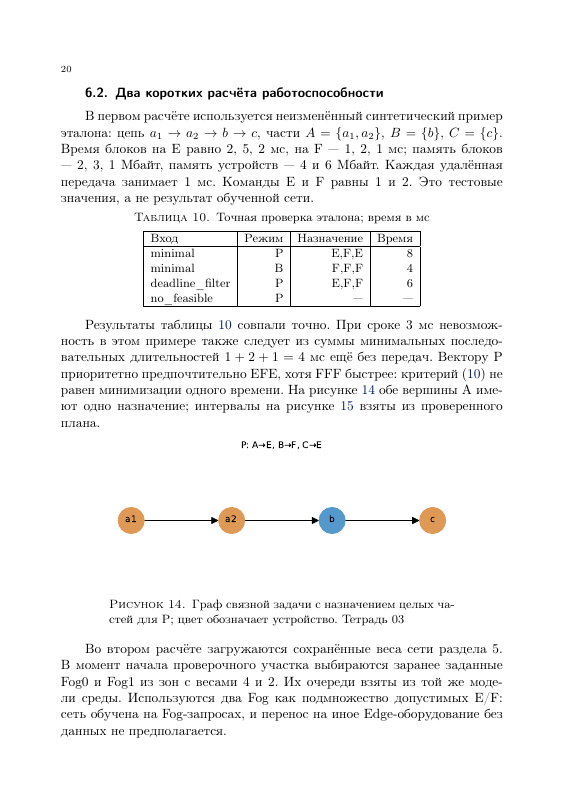 20
6.2. Два коротких расчёта работоспособности
В первом расчёте используется неизменённый синтетический пример
эталона: цепь a₁ → a₂ → b → c, части A = {a₁, a₂}, B = {b}, C = {c}.
Время блоков на E равно 2, 5, 2 мс, на F — 1, 2, 1 мс; память блоков
— 2, 3, 1 Мбайт, память устройств — 4 и 6 Мбайт. Каждая удалённая
передача занимает 1 мс. Команды E и F равны 1 и 2. Это тестовые
значения, а не результат обученной сети.
Таблица 10. Точная проверка эталона; время в мс
Вход Режим Назначение Время
minimal P E,F,E 8
minimal B F,F,F 4
deadline_filter P E,F,F 6
no_feasible P — —
Результаты таблицы 10 совпали точно. При сроке 3 мс невозмож-
ность в этом примере также следует из суммы минимальных последо-
вательных длительностей 1 + 2 + 1 = 4 мс ещё без передач. Вектору P
приоритетно предпочтительно EFE, хотя FFF быстрее: критерий (10) не
равен минимизации одного времени. На рисунке 14 обе вершины A име-
ют одно назначение; интервалы на рисунке 15 взяты из проверенного
плана.
P: A→E, B→F, C→E
a1 a2 b c
Рисунок 14. Граф связной задачи с назначением целых ча-
стей для P; цвет обозначает устройство. Тетрадь 03
Во втором расчёте загружаются сохранённые веса сети раздела 5.
В момент начала проверочного участка выбираются заранее заданные
Fog0 и Fog1 из зон с весами 4 и 2. Их очереди взяты из той же моде-
ли среды. Используются два Fog как подмножество допустимых E/F:
сеть обучена на Fog-запросах, и перенос на иное Edge-оборудование без
данных не предполагается.